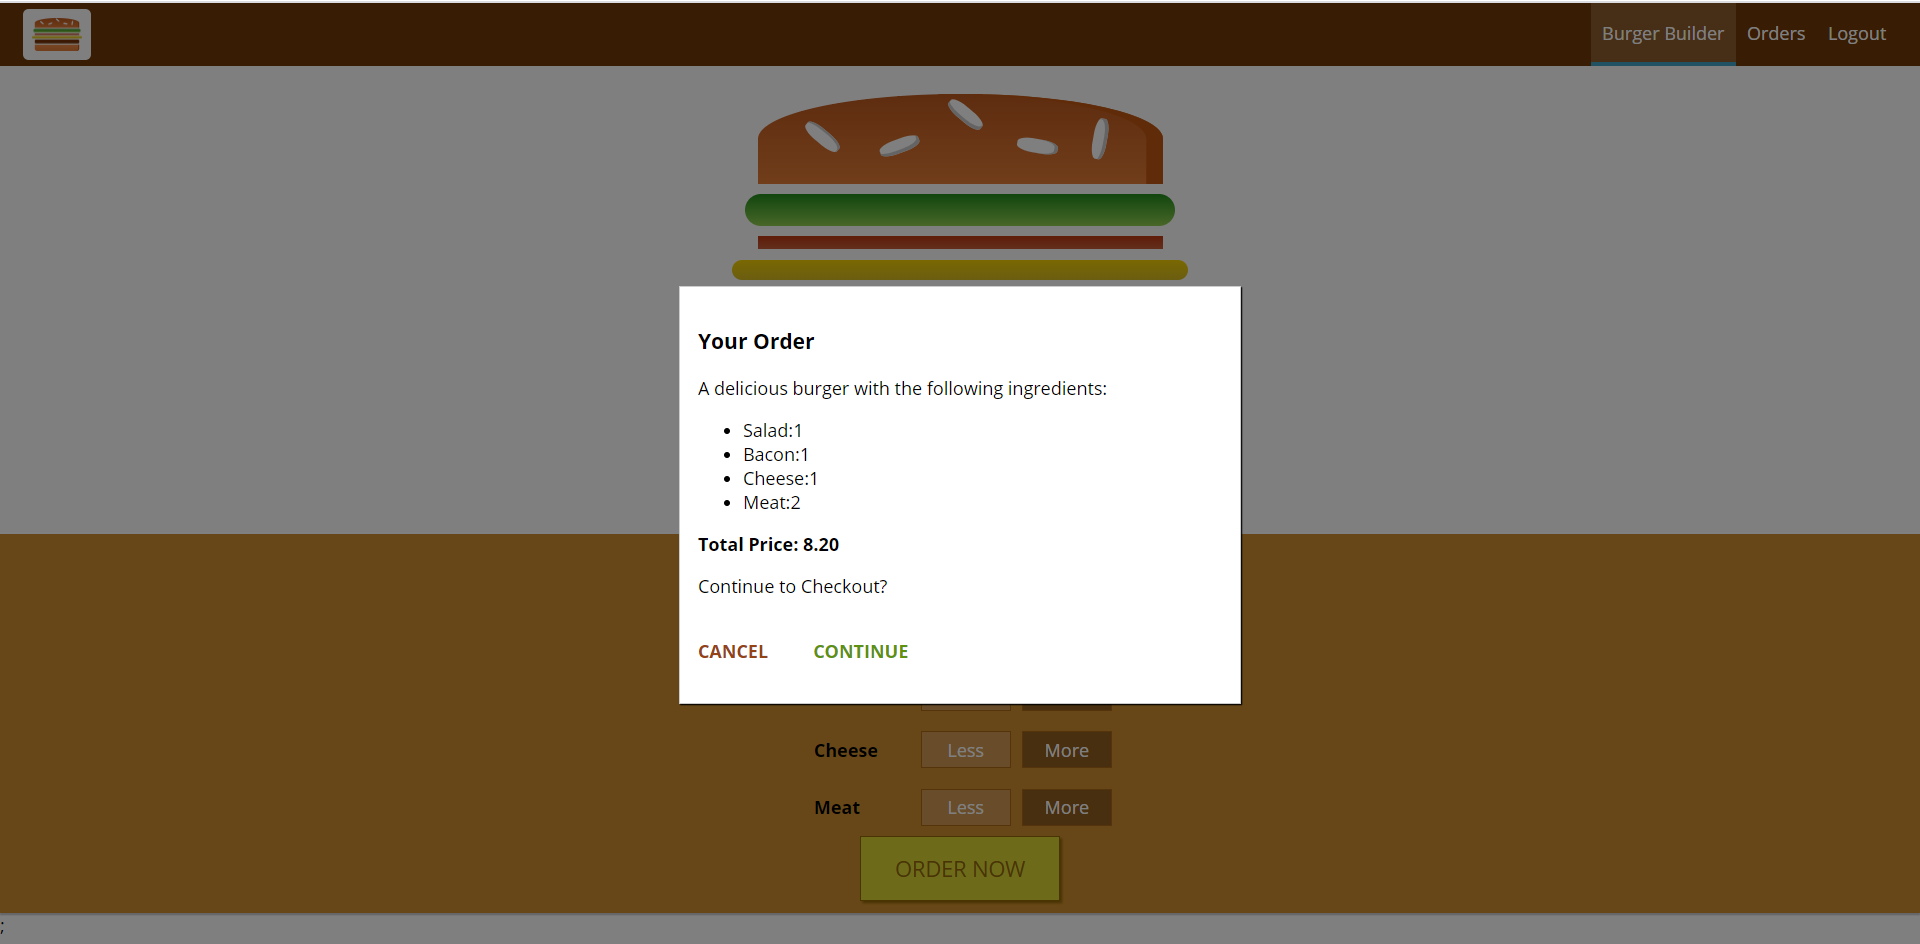 Burger Builder Orders Logout
Your Order
A delicious burger with the following ingredients:
• Salad:1
• Bacon:1
• Cheese:1
• Meat:2
Total Price: 8.20
Continue to Checkout?
CANCEL CONTINUE
Cheese Less More
Meat Less More
ORDER NOW
;